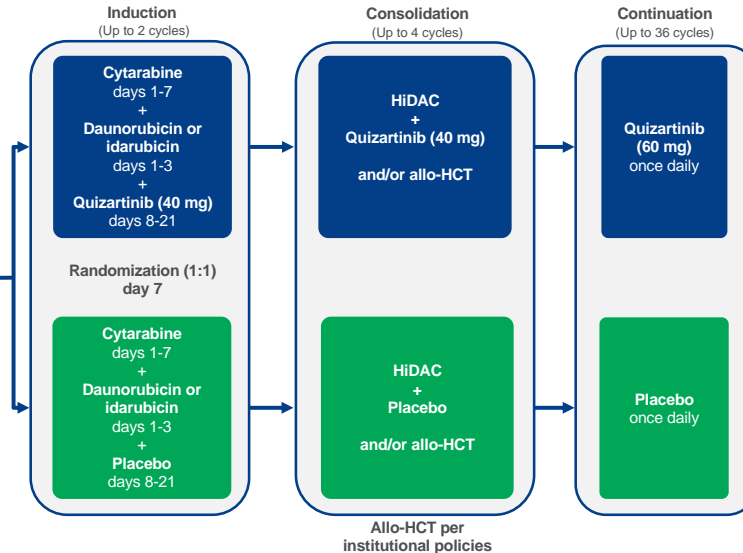 Induction
(Up to 2 cycles)
Cytarabine
days 1-7
+
Daunorubicin or
idarubicin
days 1-3
+
Quizartinib (40 mg)
days 8-21
Randomization (1:1)
day 7
Cytarabine
days 1-7
+
Daunorubicin or
idarubicin
days 1-3
+
Placebo
days 8-21
Consolidation
(Up to 4 cycles)
HiDAC
+
Quizartinib (40 mg)
and/or allo-HCT
HiDAC
+
Placebo
and/or allo-HCT
Allo-HCT per
institutional policies
Continuation
(Up to 36 cycles)
Quizartinib
(60 mg)
once daily
Placebo
once daily